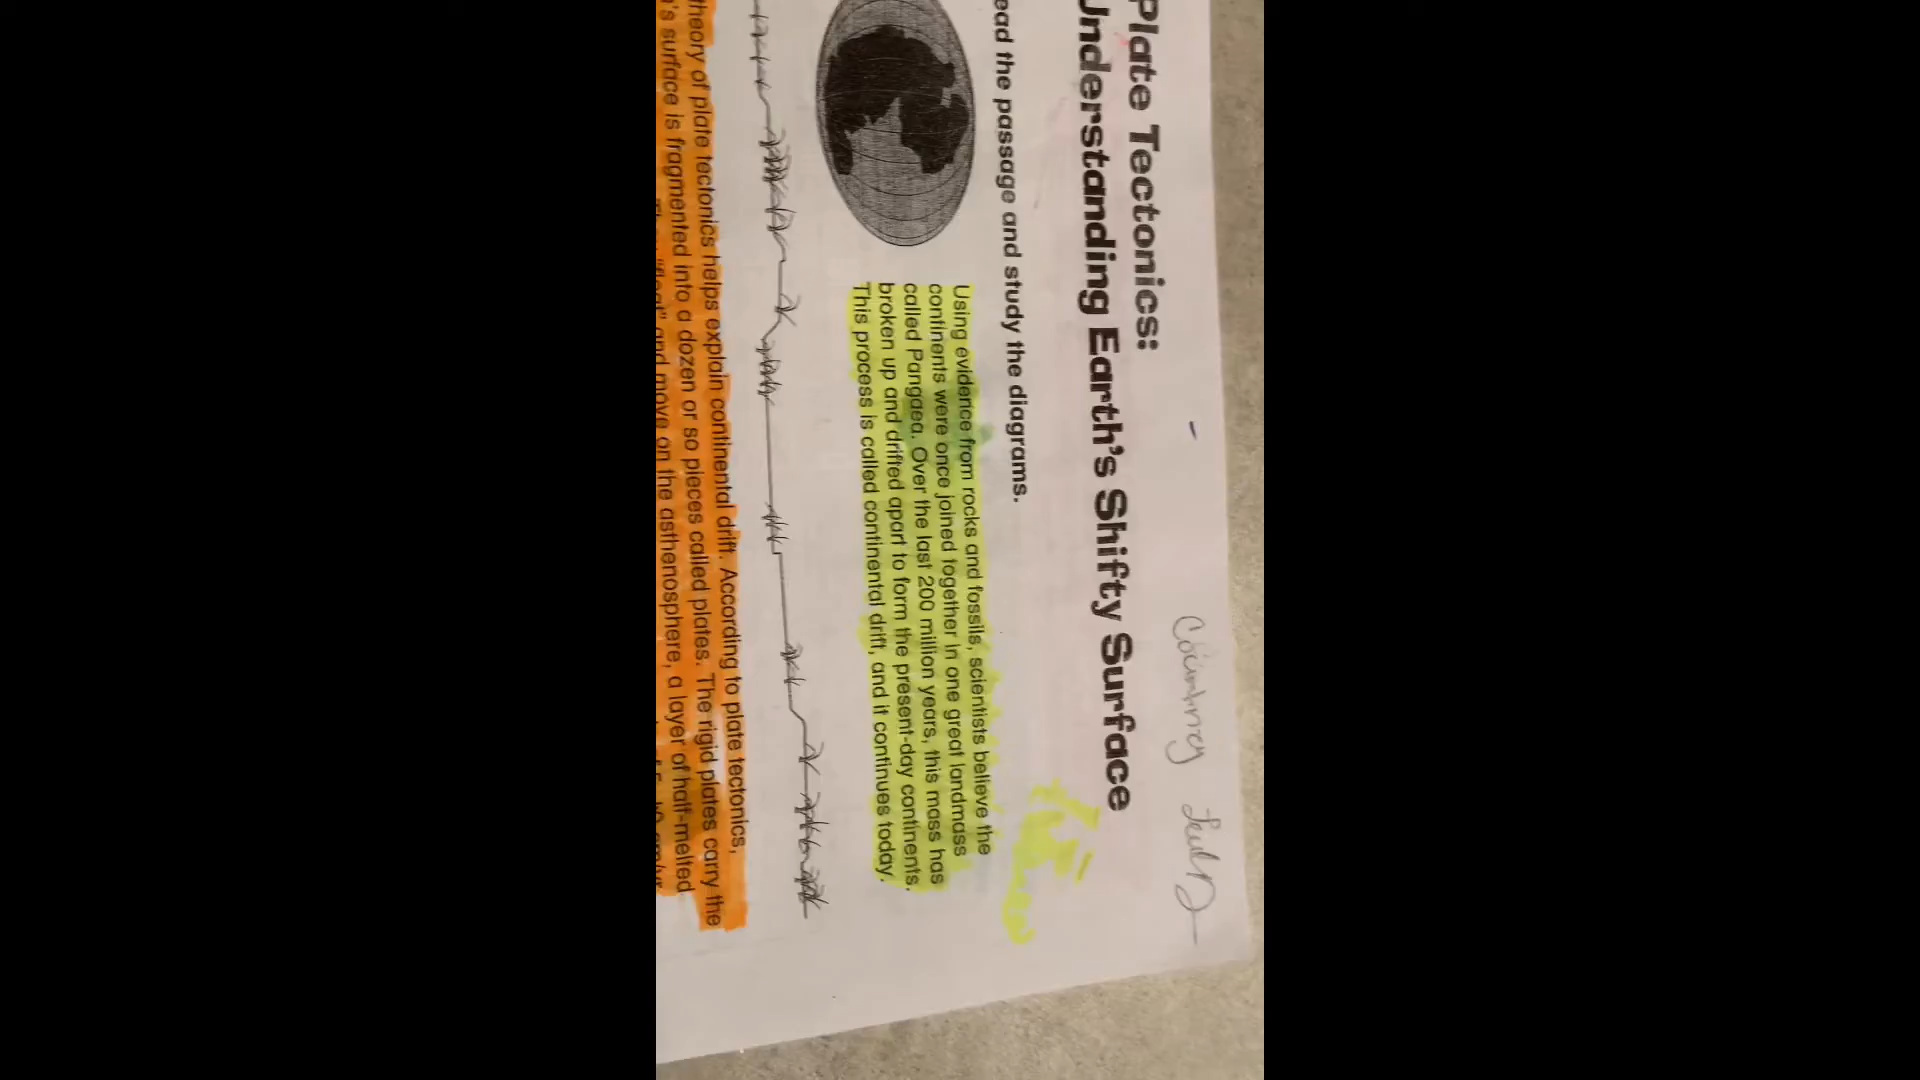 Plate Tectonics:
Understanding Earth's Shifty Surface
ead the passage and study the diagrams.
Using evidence from rocks and fossils, scientists believe the
continents were once joined together in one great landmass
called Pangaea. Over the last 200 million years, this mass has
broken up and drifted apart to form the present-day continents.
This process is called continental drift, and it continues today.
theory of plate tectonics helps explain continental drift. According to plate tectonics,
's surface is fragmented into a dozen or so pieces called plates. The rigid plates carry the
"float" and move on the asthenosphere, a layer of half-melted